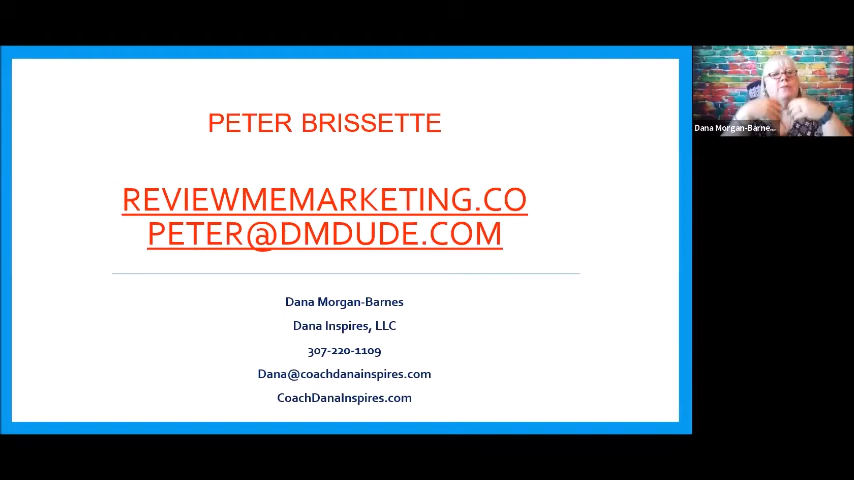 PETER BRISSETTE
REVIEWMEMARKETING.CO
PETER@DMDUDE.COM
Dana Morgan-Barnes
Dana Inspires, LLC
307-220-1109
Dana@coachdanainspires.com
CoachDanaInspires.com
Dana Morgan-Barne...